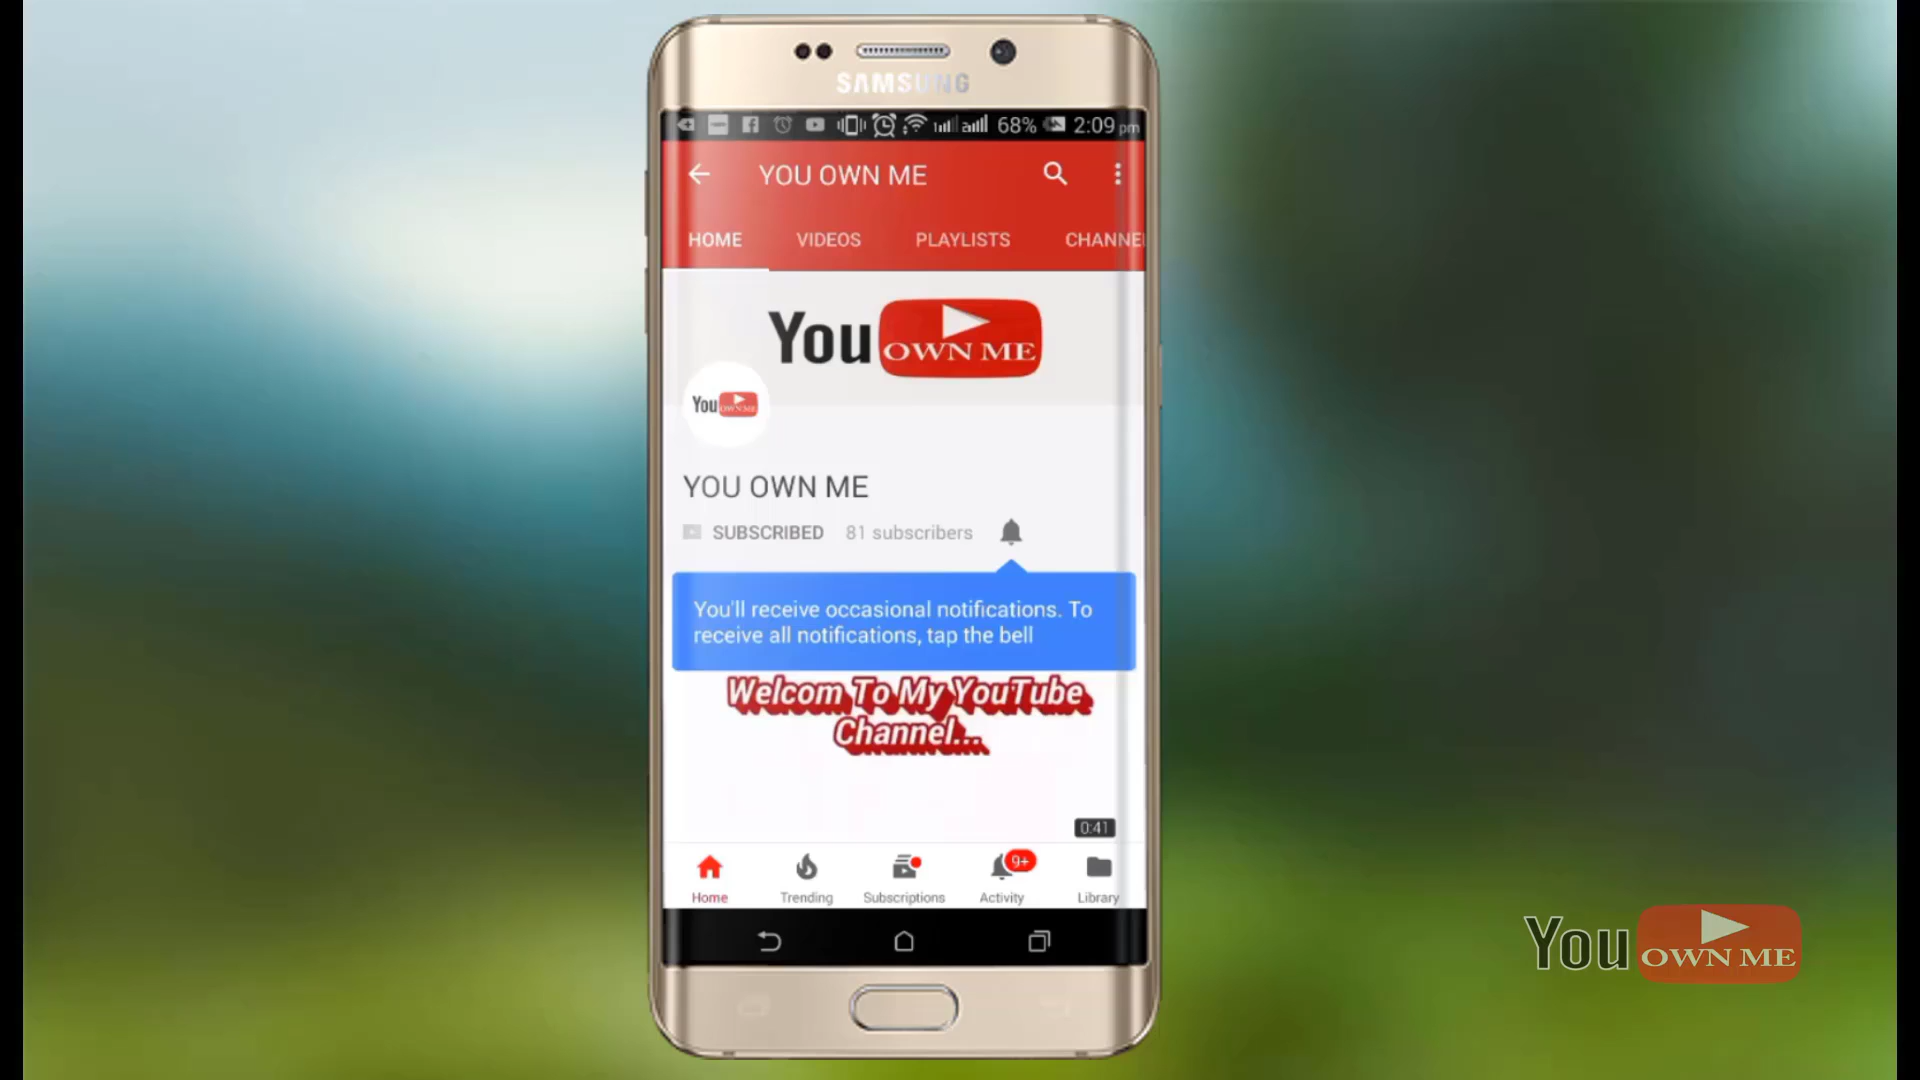 SAMSUNG
68% 2:09 pm
YOU OWN ME
HOME VIDEOS PLAYLISTS CHANNE
You OWN ME
You OWN ME
YOU OWN ME
SUBSCRIBED 81 subscribers
You'll receive occasional notifications. To
receive all notifications, tap the bell
Welcom To My YouTube
Channel...
0:41
9+
Home Trending Subscriptions Activity Library
You OWN ME